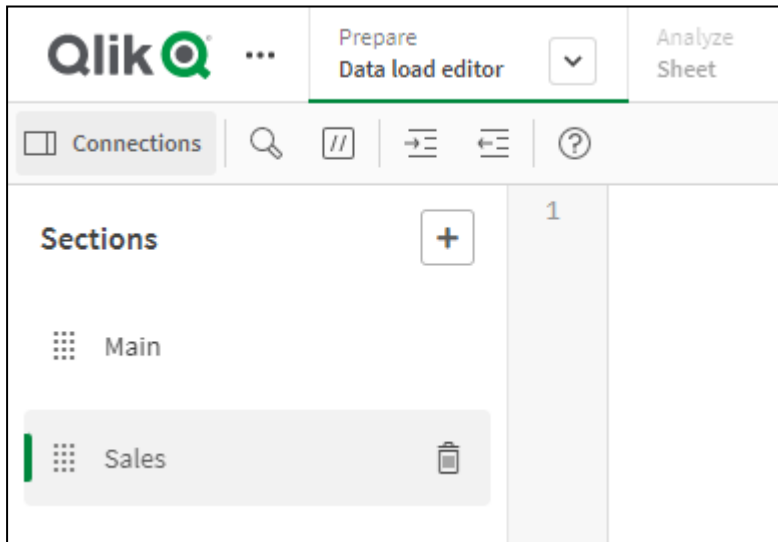 Qlik
Prepare
Data load editor
Analyze
Sheet
Connections
//
?
Sections
+
1
Main
Sales